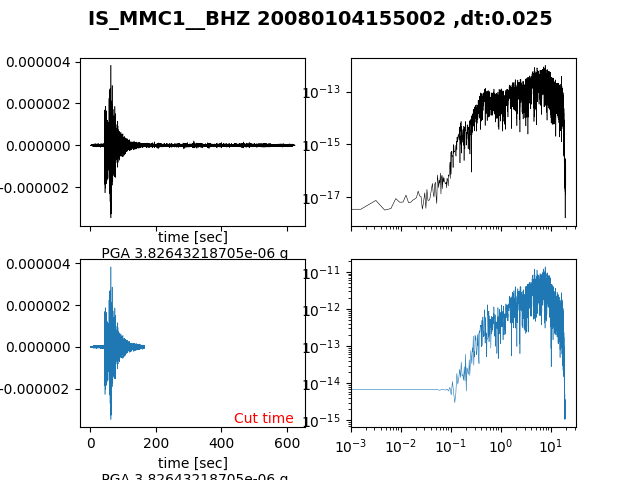 IS_MMC1__BHZ 20080104155002 ,dt:0.025
0.000004
0.000002
0.000000
-0.000002
time [sec]
PGA 3.82643218705e-06 g
10⁻¹³
10⁻¹⁵
10⁻¹⁷
0.000004
0.000002
0.000000
-0.000002
Cut time
0 200 400 600
time [sec]
PGA 3.82643218705e-06 g
10⁻¹¹
10⁻¹²
10⁻¹³
10⁻¹⁴
10⁻¹⁵
10⁻³ 10⁻² 10⁻¹ 10⁰ 10¹